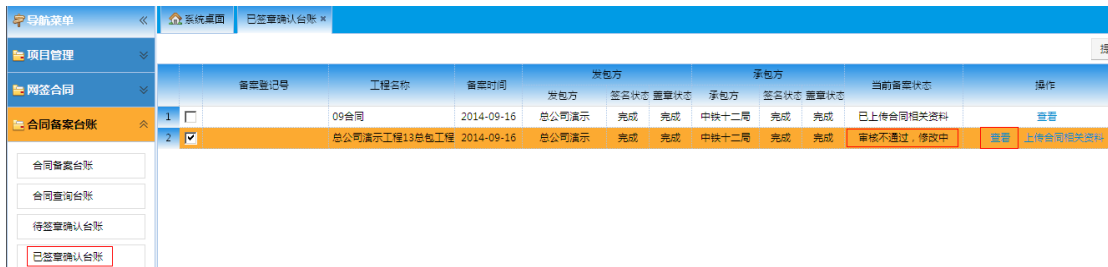 导航菜单 «
系统桌面 已签章确认台账 ×
项目管理
网签合同
合同备案台账
合同备案台账
合同查询台账
待签章确认台账
已签章确认台账
提
备案登记号 工程名称 备案时间 发包方 承包方 当前备案状态 操作
发包方 签名状态 盖章状态 承包方 签名状态 盖章状态
1 09合同 2014-09-16 总公司演示 完成 完成 中铁十二局 完成 完成 已上传合同相关资料 查看
2 总公司演示工程13总包工程 2014-09-16 总公司演示 完成 完成 中铁十二局 完成 完成 审核不通过，修改中 查看 上传合同相关资料